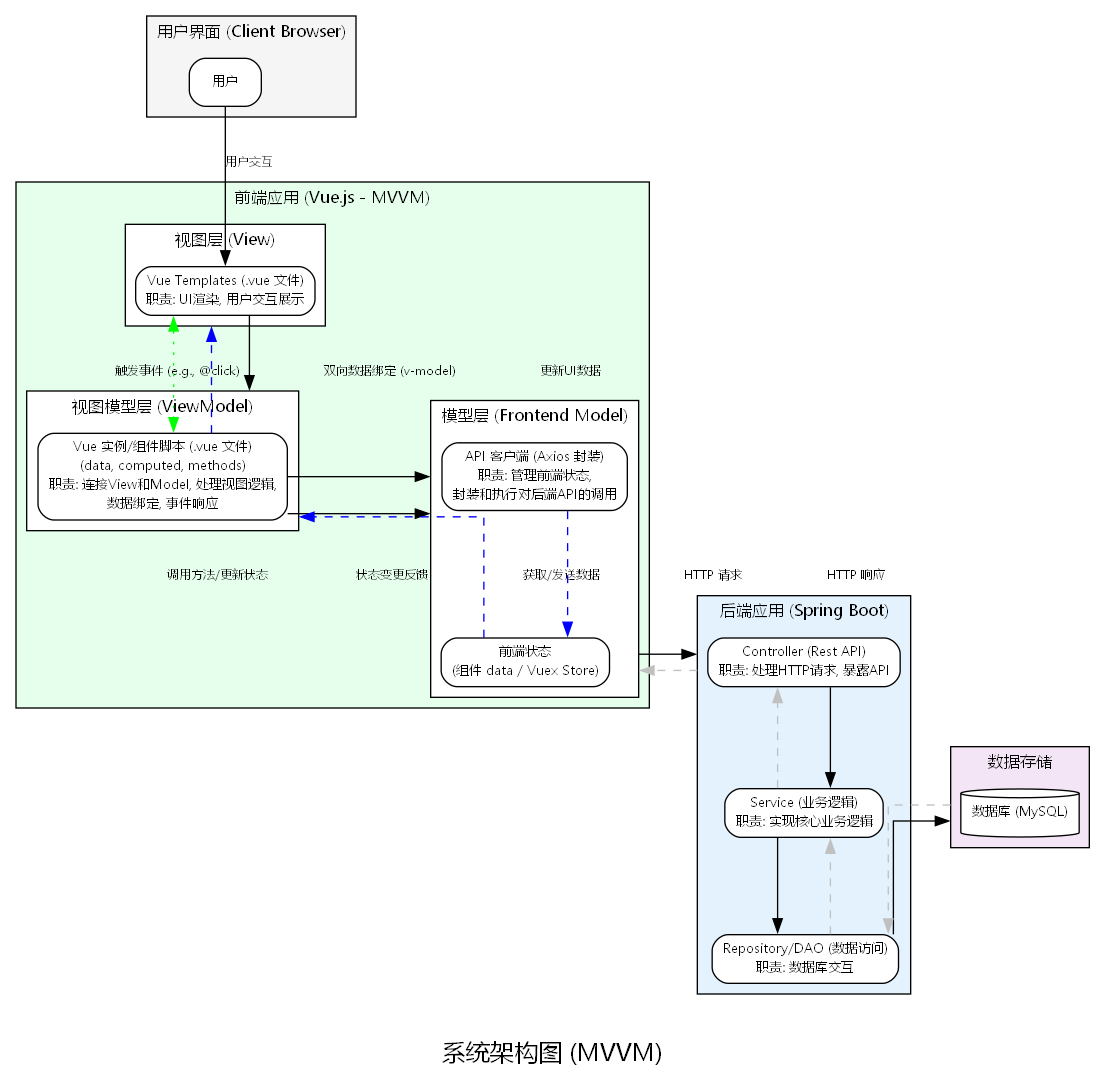 用户界面 (Client Browser)
用户
用户交互
前端应用 (Vue.js - MVVM)
视图层 (View)
Vue Templates (.vue 文件)
职责: UI渲染, 用户交互展示
触发事件 (e.g., @click)
双向数据绑定 (v-model)
更新UI数据
视图模型层 (ViewModel)
Vue 实例/组件脚本 (.vue 文件)
(data, computed, methods)
职责: 连接View和Model, 处理视图逻辑,
数据绑定, 事件响应
模型层 (Frontend Model)
API 客户端 (Axios 封装)
职责: 管理前端状态,
封装和执行对后端API的调用
调用方法/更新状态
状态变更反馈
获取/发送数据
HTTP 请求
HTTP 响应
前端状态
(组件 data / Vuex Store)
后端应用 (Spring Boot)
Controller (Rest API)
职责: 处理HTTP请求, 暴露API
Service (业务逻辑)
职责: 实现核心业务逻辑
Repository/DAO (数据访问)
职责: 数据库交互
数据存储
数据库 (MySQL)
系统架构图 (MVVM)